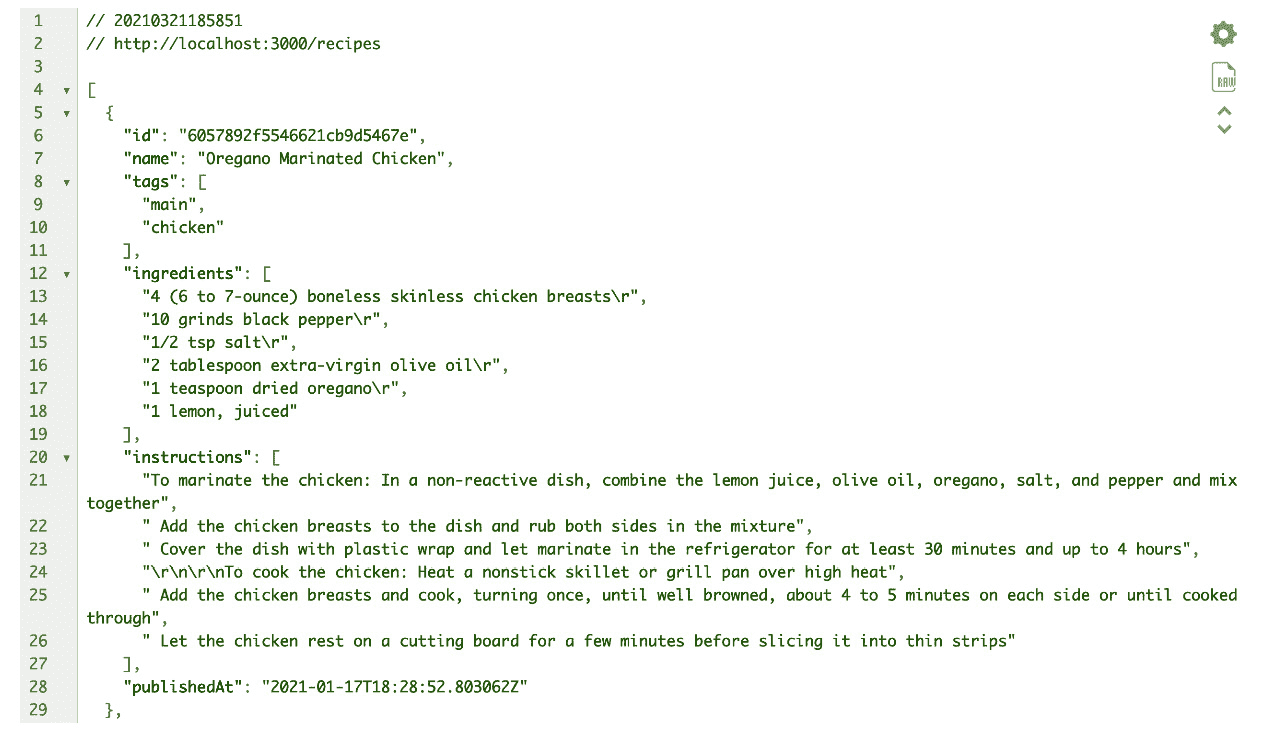 1 // 20210321185851
2 // http://localhost:3000/recipes
3
4 ▼ [
5 ▼ {
6 "id": "6057892f5546621cb9d5467e",
7 "name": "Oregano Marinated Chicken",
8 ▼ "tags": [
9 "main",
10 "chicken"
11 ],
12 ▼ "ingredients": [
13 "4 (6 to 7-ounce) boneless skinless chicken breasts\r",
14 "10 grinds black pepper\r",
15 "1/2 tsp salt\r",
16 "2 tablespoon extra-virgin olive oil\r",
17 "1 teaspoon dried oregano\r",
18 "1 lemon, juiced"
19 ],
20 ▼ "instructions": [
21 "To marinate the chicken: In a non-reactive dish, combine the lemon juice, olive oil, oregano, salt, and pepper and mix
together",
22 " Add the chicken breasts to the dish and rub both sides in the mixture",
23 " Cover the dish with plastic wrap and let marinate in the refrigerator for at least 30 minutes and up to 4 hours",
24 "\r\n\r\nTo cook the chicken: Heat a nonstick skillet or grill pan over high heat",
25 " Add the chicken breasts and cook, turning once, until well browned, about 4 to 5 minutes on each side or until cooked
through",
26 " Let the chicken rest on a cutting board for a few minutes before slicing it into thin strips"
27 ],
28 "publishedAt": "2021-01-17T18:28:52.803062Z"
29 },
RAW